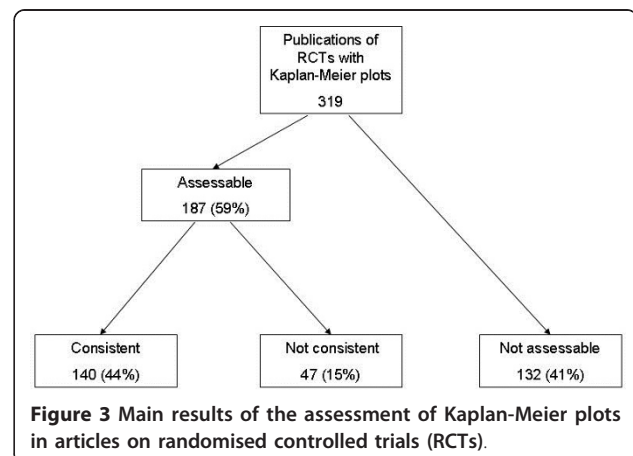 Publications of
RCTs with
Kaplan-Meier plots
319
Assessable
187 (59%)
Consistent
140 (44%)
Not consistent
47 (15%)
Not assessable
132 (41%)
Figure 3 Main results of the assessment of Kaplan-Meier plots
in articles on randomised controlled trials (RCTs).